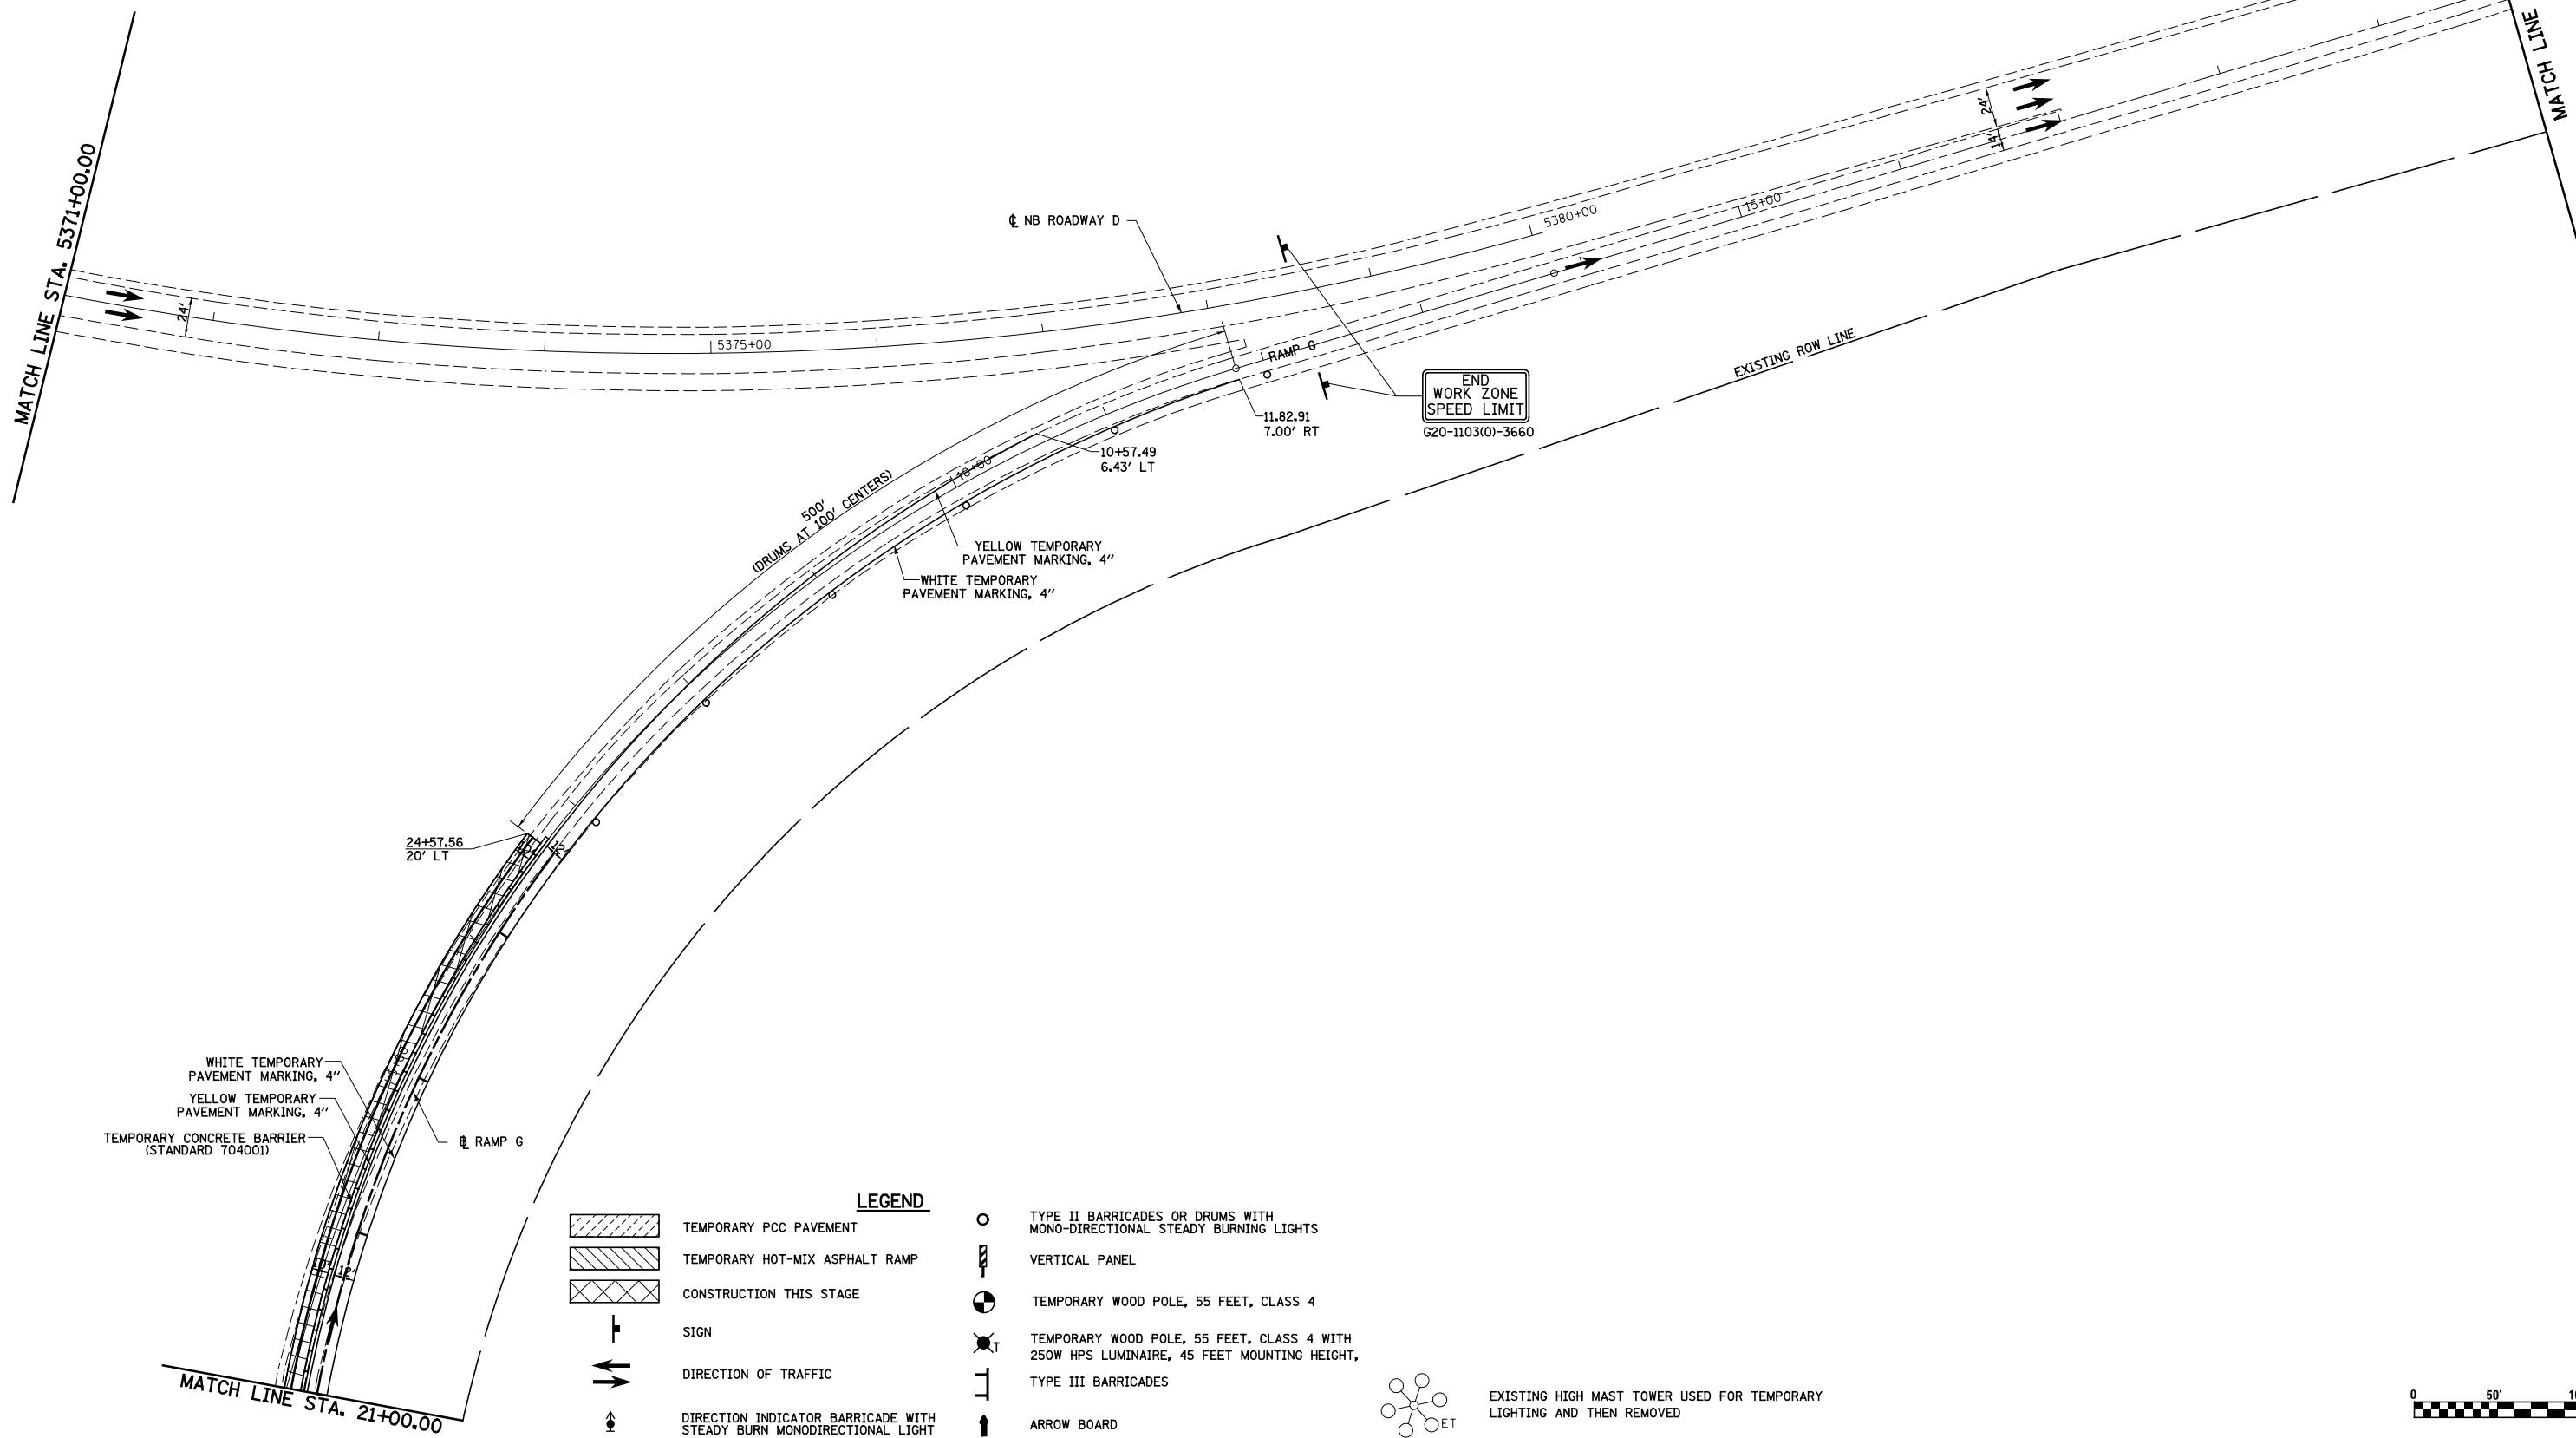 MATCH LINE STA. 5371+00.00
MATCH LINE
24'
24'
14'
℄ NB ROADWAY D
5375+00
5380+00
15+00
RAMP G
END
WORK ZONE
SPEED LIMIT
G20-1103(0)-3660
EXISTING ROW LINE
11.82.91
7.00' RT
10+57.49
6.43' LT
10+00
500'
(DRUMS AT 100' CENTERS)
YELLOW TEMPORARY
PAVEMENT MARKING, 4"
WHITE TEMPORARY
PAVEMENT MARKING, 4"
24+57.56
20' LT
12'
WHITE TEMPORARY
PAVEMENT MARKING, 4"
YELLOW TEMPORARY
PAVEMENT MARKING, 4"
TEMPORARY CONCRETE BARRIER
(STANDARD 704001)
RAMP G
12'
MATCH LINE STA. 21+00.00
LEGEND
TEMPORARY PCC PAVEMENT
TEMPORARY HOT-MIX ASPHALT RAMP
CONSTRUCTION THIS STAGE
SIGN
DIRECTION OF TRAFFIC
DIRECTION INDICATOR BARRICADE WITH
STEADY BURN MONODIRECTIONAL LIGHT
TYPE II BARRICADES OR DRUMS WITH
MONO-DIRECTIONAL STEADY BURNING LIGHTS
VERTICAL PANEL
TEMPORARY WOOD POLE, 55 FEET, CLASS 4
T
TEMPORARY WOOD POLE, 55 FEET, CLASS 4 WITH
250W HPS LUMINAIRE, 45 FEET MOUNTING HEIGHT,
TYPE III BARRICADES
ARROW BOARD
ET
EXISTING HIGH MAST TOWER USED FOR TEMPORARY
LIGHTING AND THEN REMOVED
0
50'